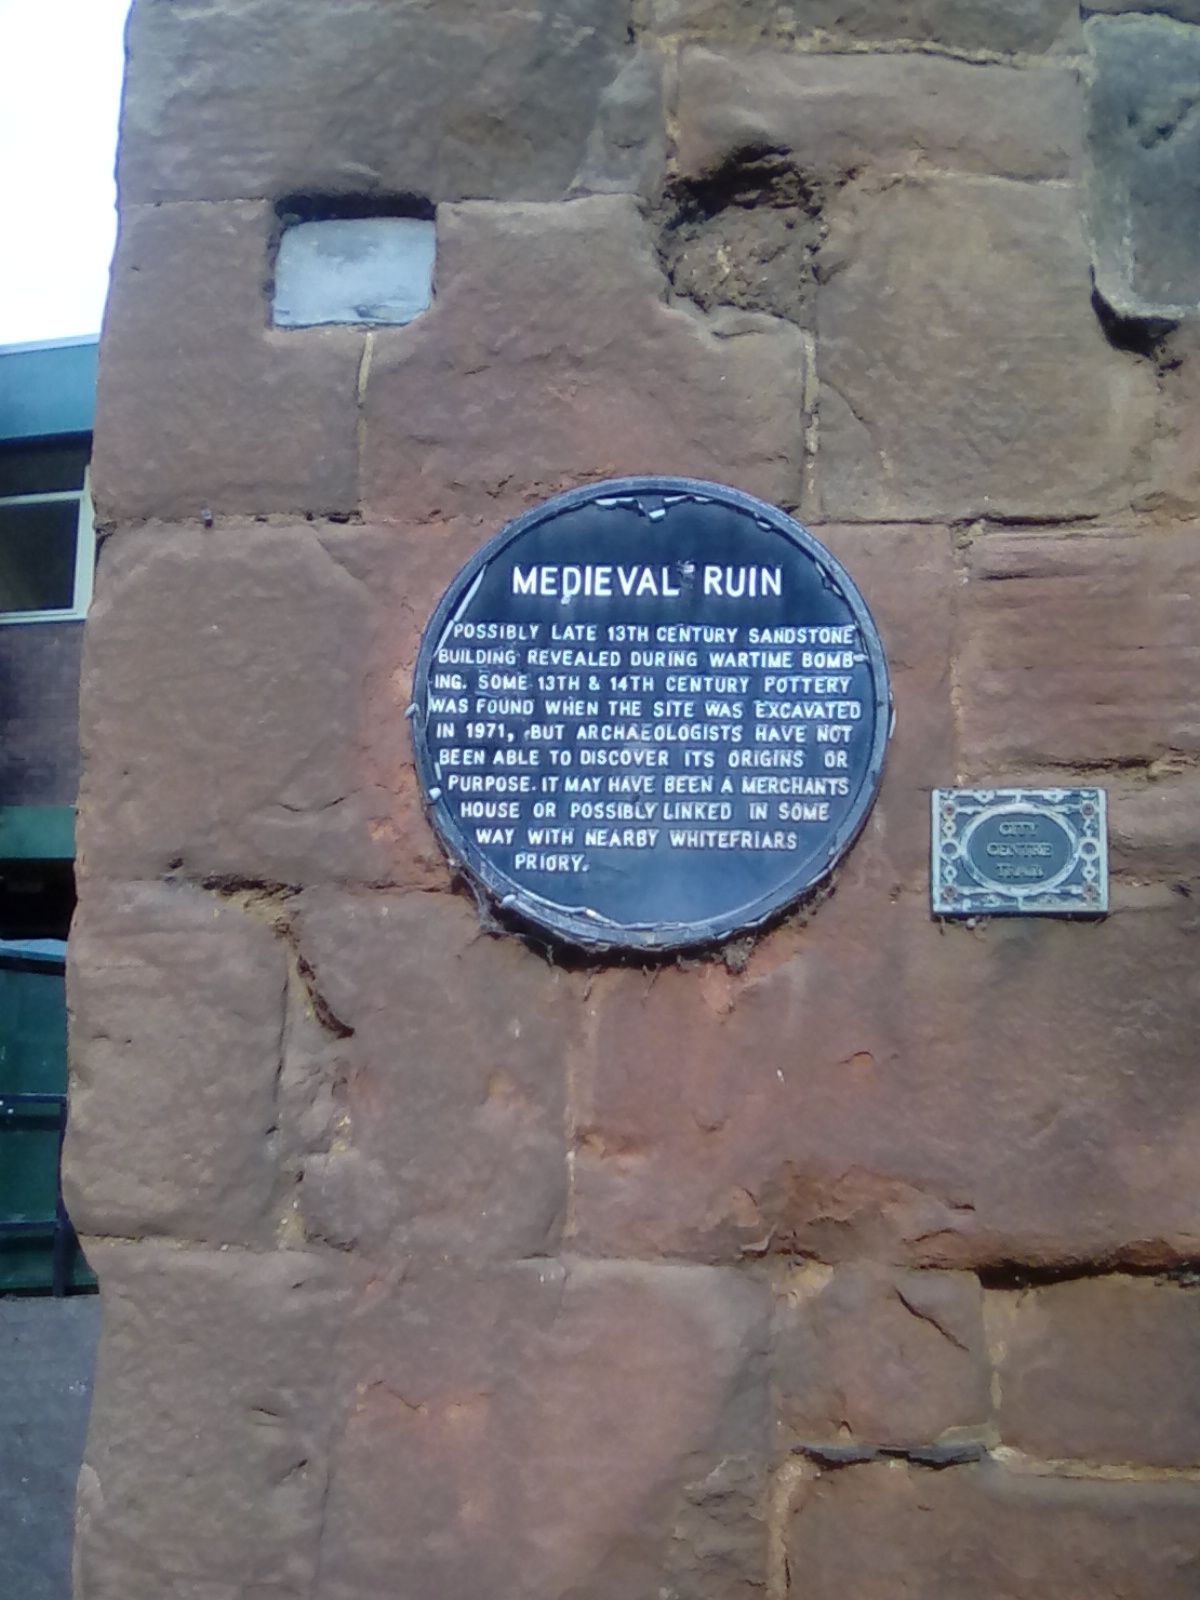 MEDIEVAL RUIN
POSSIBLY LATE 13TH CENTURY SANDSTONE
BUILDING REVEALED DURING WARTIME BOMB-
ING. SOME 13TH & 14TH CENTURY POTTERY
WAS FOUND WHEN THE SITE WAS EXCAVATED
IN 1971, BUT ARCHAEOLOGISTS HAVE NOT
BEEN ABLE TO DISCOVER ITS ORIGINS OR
PURPOSE. IT MAY HAVE BEEN A MERCHANTS
HOUSE OR POSSIBLY LINKED IN SOME
WAY WITH NEARBY WHITEFRIARS
PRIORY.
CITY
CENTRE
TRAIL